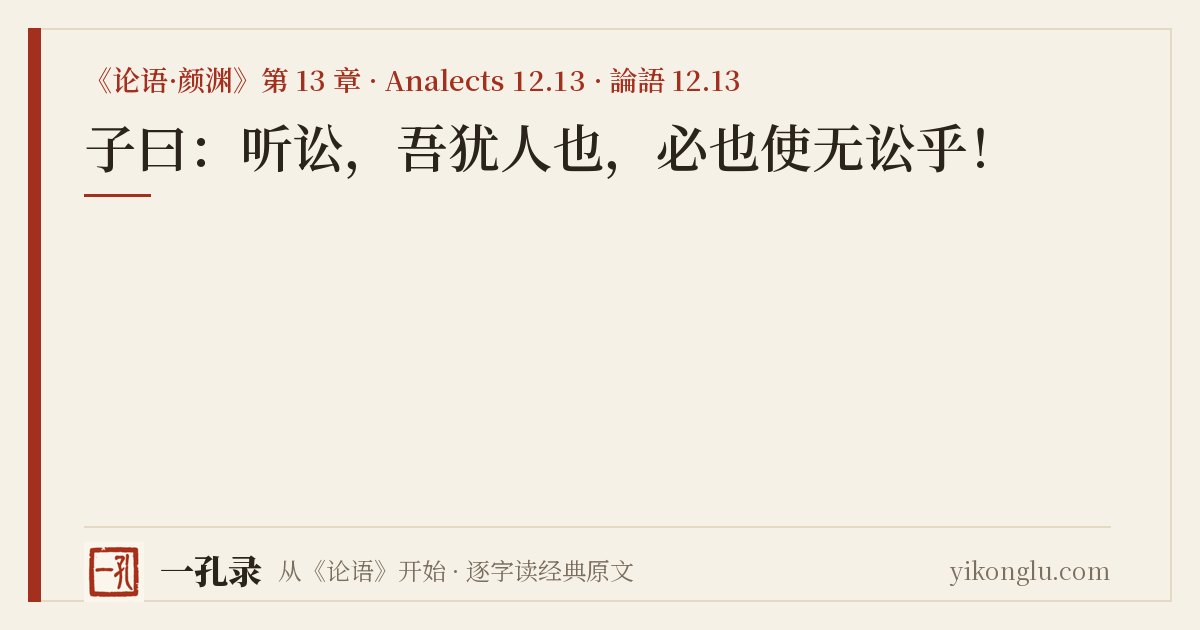 《论语·颜渊》第 13 章 · Analects 12.13 · 論語 12.13
子曰：听讼，吾犹人也，必也使无讼乎！
一孔
一孔录 从《论语》开始 · 逐字读经典原文 yikonglu.com